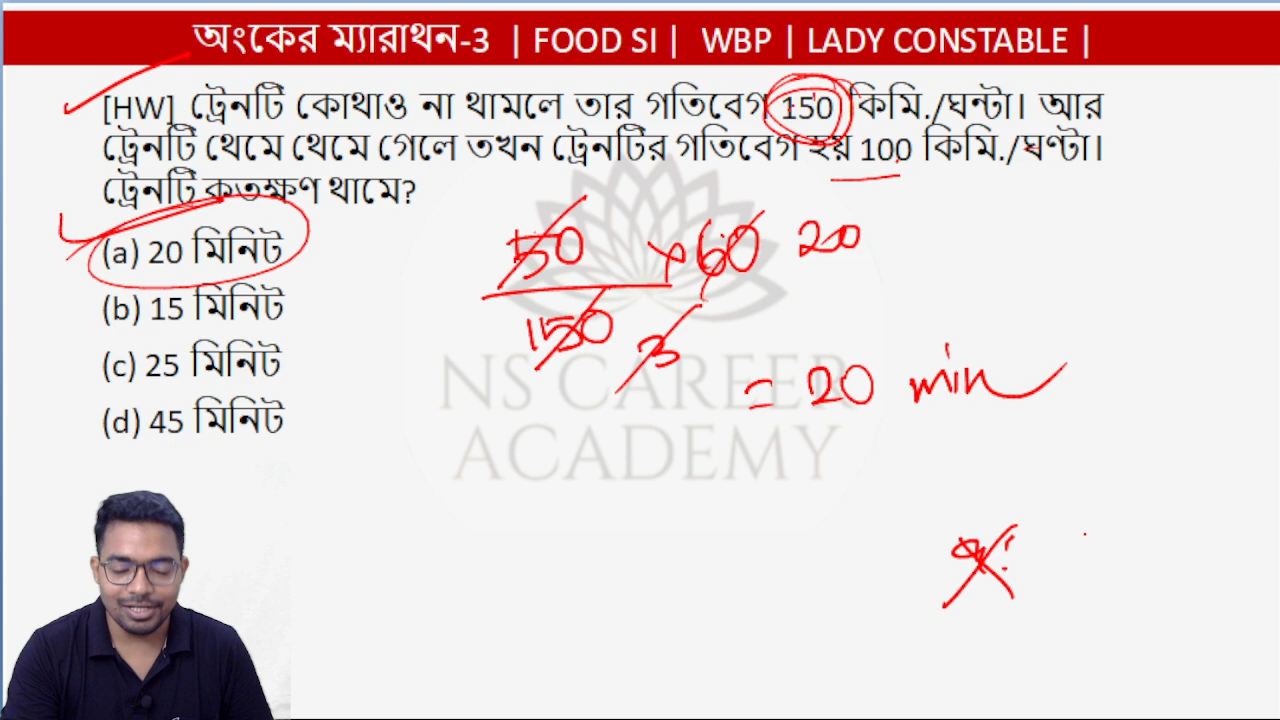 অংকের ম্যারাথন-3 | FOOD SI | WBP | LADY CONSTABLE |
[HW] ট্রেনটি কোথাও না থামলে তার গতিবেগ 150 কিমি./ঘন্টা। আর
ট্রেনটি থেমে থেমে গেলে তখন ট্রেনটির গতিবেগ হয় 100 কিমি./ঘণ্টা।
ট্রেনটি কতক্ষণ থামে?
(a) 20 মিনিট
(b) 15 মিনিট
(c) 25 মিনিট
(d) 45 মিনিট
50 × 60 20
150 3
= 20 min
NS CAREER
ACADEMY